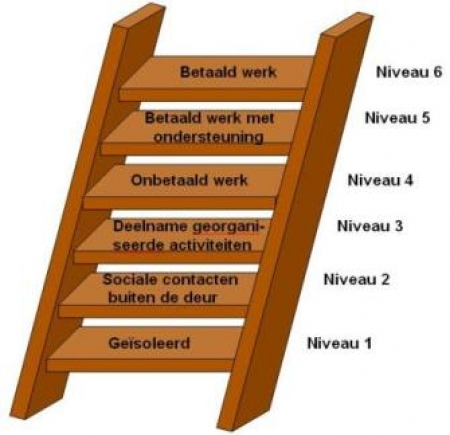 Betaald werk Niveau 6
Betaald werk met Niveau 5
ondersteuning
Onbetaald werk Niveau 4
Deelname georgani- Niveau 3
seerde activiteiten
Sociale contacten Niveau 2
buiten de deur
Geïsoleerd Niveau 1